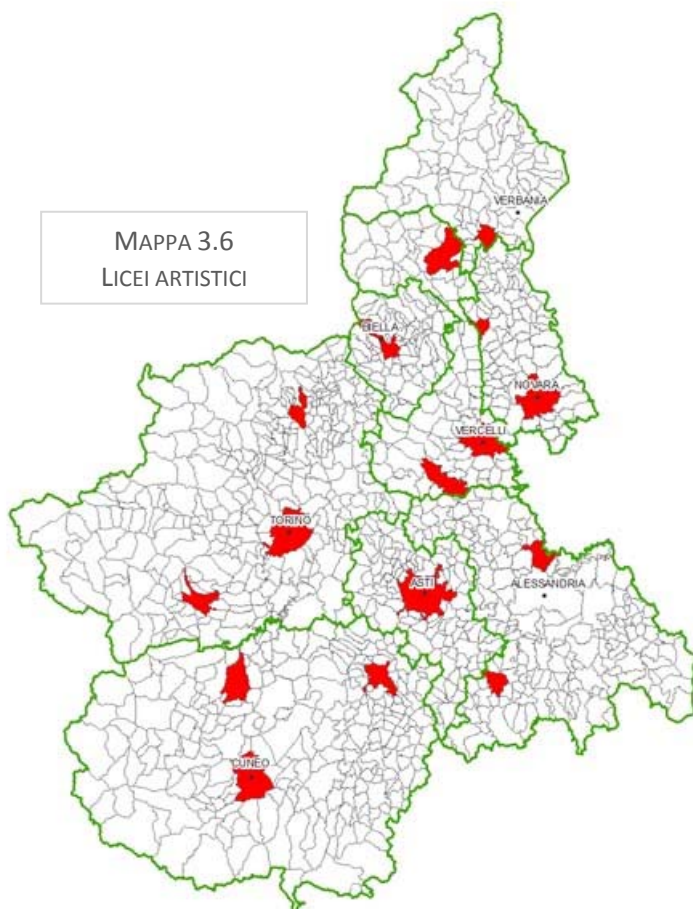 MAPPA 3.6
LICEI ARTISTICI
VERBANIA
BIELLA
NOVARA
VERCELLI
TORINO
ASTI
ALESSANDRIA
CUNEO